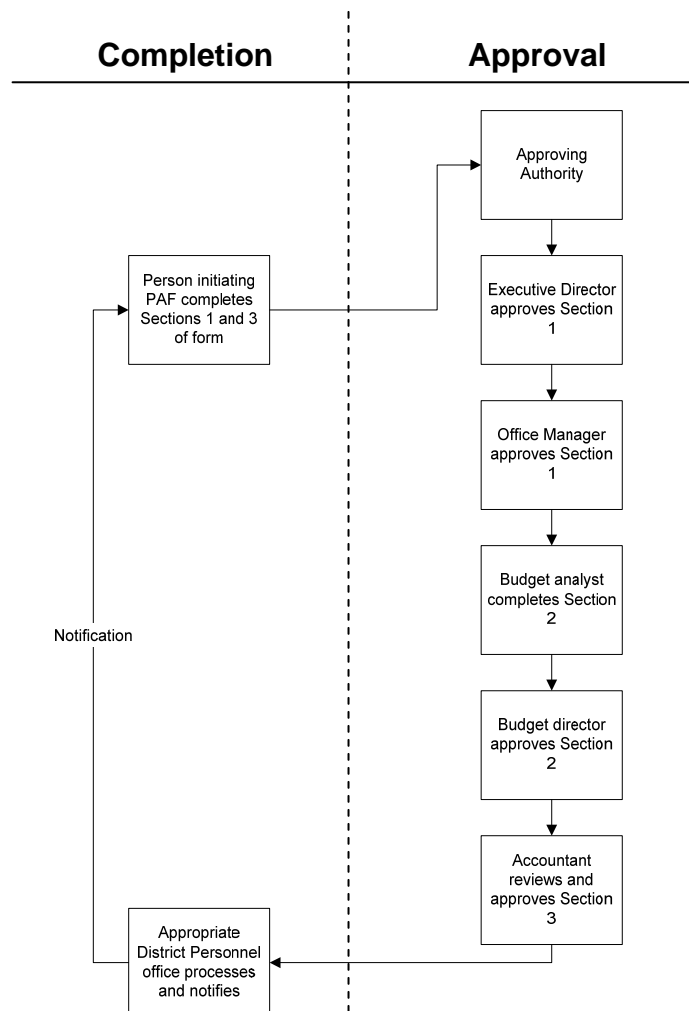 Completion
Approval
Approving
Authority
Person initiating
PAF completes
Sections 1 and 3
of form
Executive Director
approves Section
1
Office Manager
approves Section
1
Budget analyst
completes Section
2
Notification
Budget director
approves Section
2
Accountant
reviews and
approves Section
3
Appropriate
District Personnel
office processes
and notifies